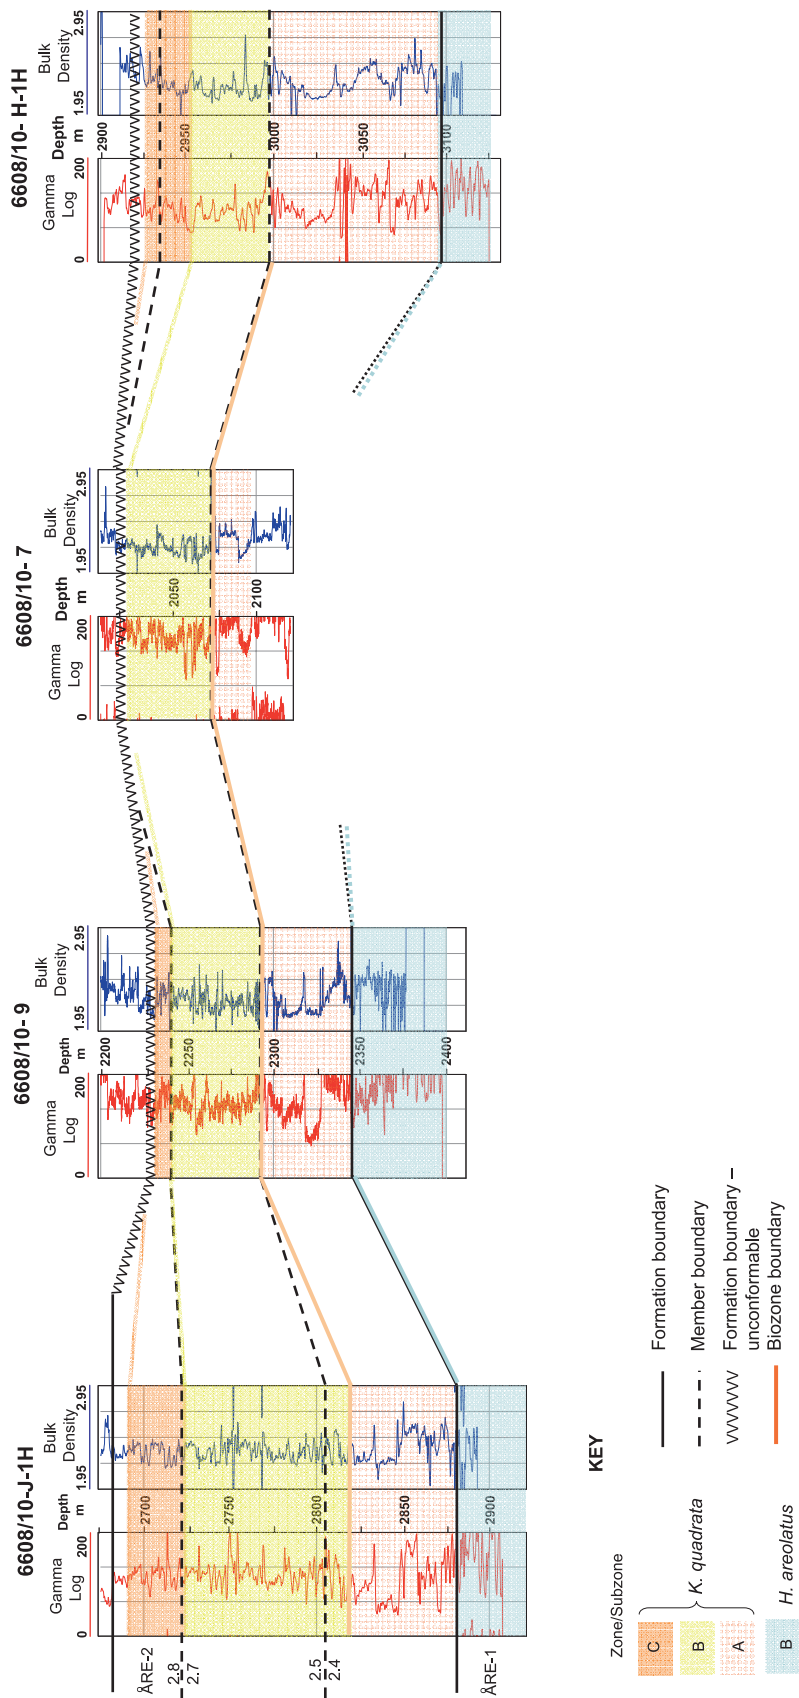 6608/10-J-1H
Gamma
Log
Depth
m
Bulk
Density
0
200
1.95
2.95
2700
2750
2800
2850
2900
ÅRE-2
2.8
2.7
2.5
2.4
ÅRE-1
6608/10- 9
Gamma
Log
Depth
m
Bulk
Density
0
200
1.95
2.95
2200
2250
2300
2350
2400
6608/10- 7
Gamma
Log
Depth
m
Bulk
Density
0
200
1.95
2.95
2050
2100
6608/10- H-1H
Gamma
Log
Depth
m
Bulk
Density
0
200
1.95
2.95
2900
2950
3000
3050
3100
KEY
Zone/Subzone
C
B
A
K. quadrata
B
H. areolatus
Formation boundary
Member boundary
Formation boundary –
unconformable
Biozone boundary